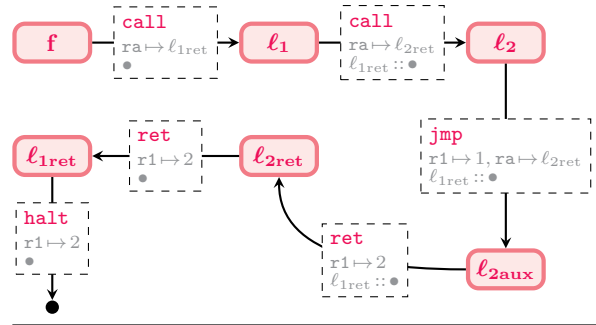 f
call
ra ↦ ℓ1ret
●
ℓ1
call
ra ↦ ℓ2ret
ℓ1ret :: ●
ℓ2
jmp
r1 ↦ 1, ra ↦ ℓ2ret
ℓ1ret :: ●
ℓ2aux
ret
r1 ↦ 2
ℓ1ret :: ●
ℓ2ret
ret
r1 ↦ 2
●
ℓ1ret
halt
r1 ↦ 2
●